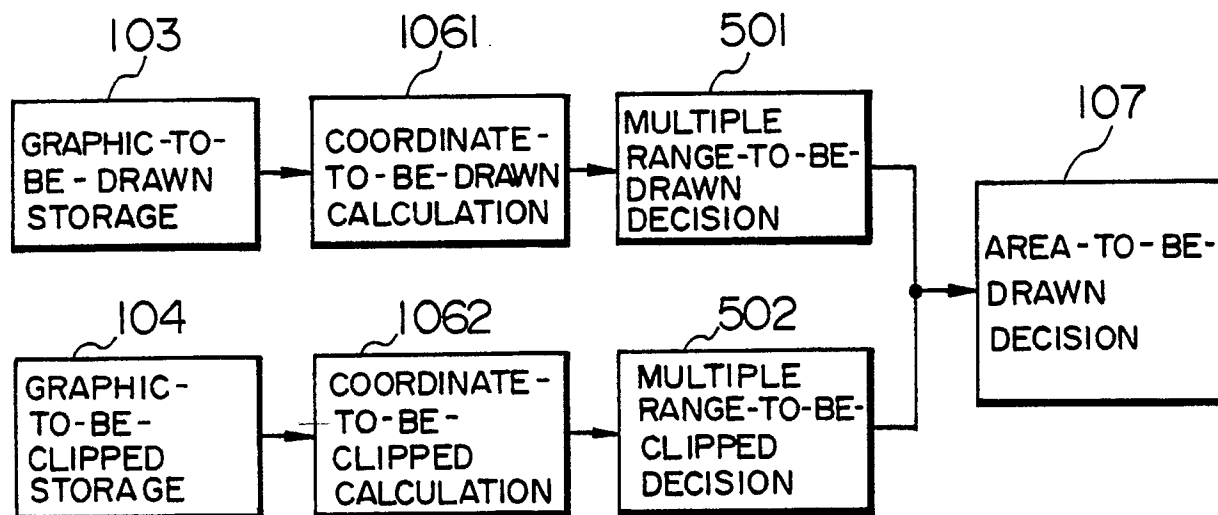 103
1061
501
107
GRAPHIC-TO-
BE-DRAWN
STORAGE
COORDINATE-
TO-BE-DRAWN
CALCULATION
MULTIPLE
RANGE-TO-BE-
DRAWN
DECISION
AREA-TO-BE-
DRAWN
DECISION
104
1062
502
GRAPHIC-
TO-BE-
CLIPPED
STORAGE
COORDINATE-
TO-BE-
CLIPPED
CALCULATION
MULTIPLE
RANGE-TO-BE-
CLIPPED
DECISION